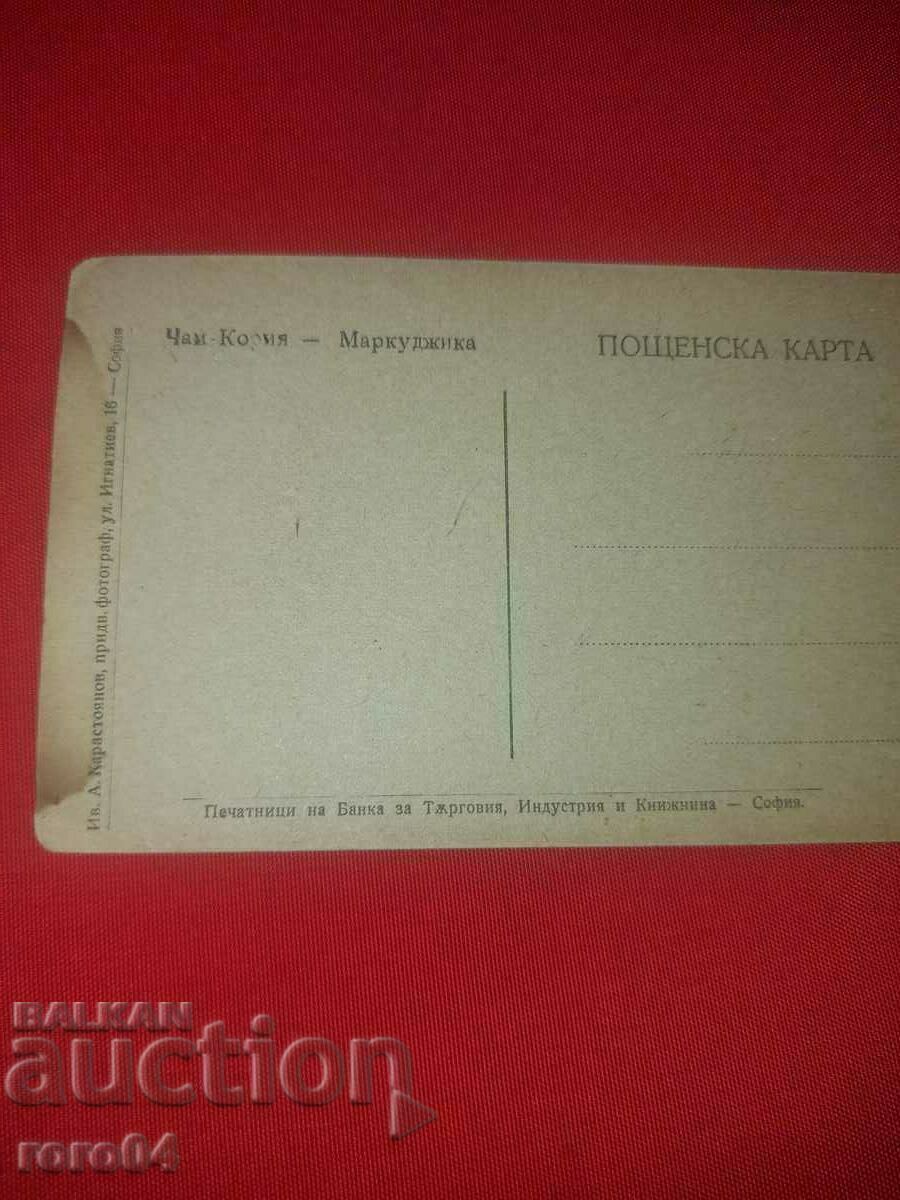 Чам-Кория — Маркуджика
ПОЩЕНСКА КАРТА
Ив. А. Карастоянов, придв. фотограф, ул. Игнатиев, 16 — София
Печатници на Банка за Тѫрговия, Индустрия и Книжнина — София.
BALKAN
auction
roro04